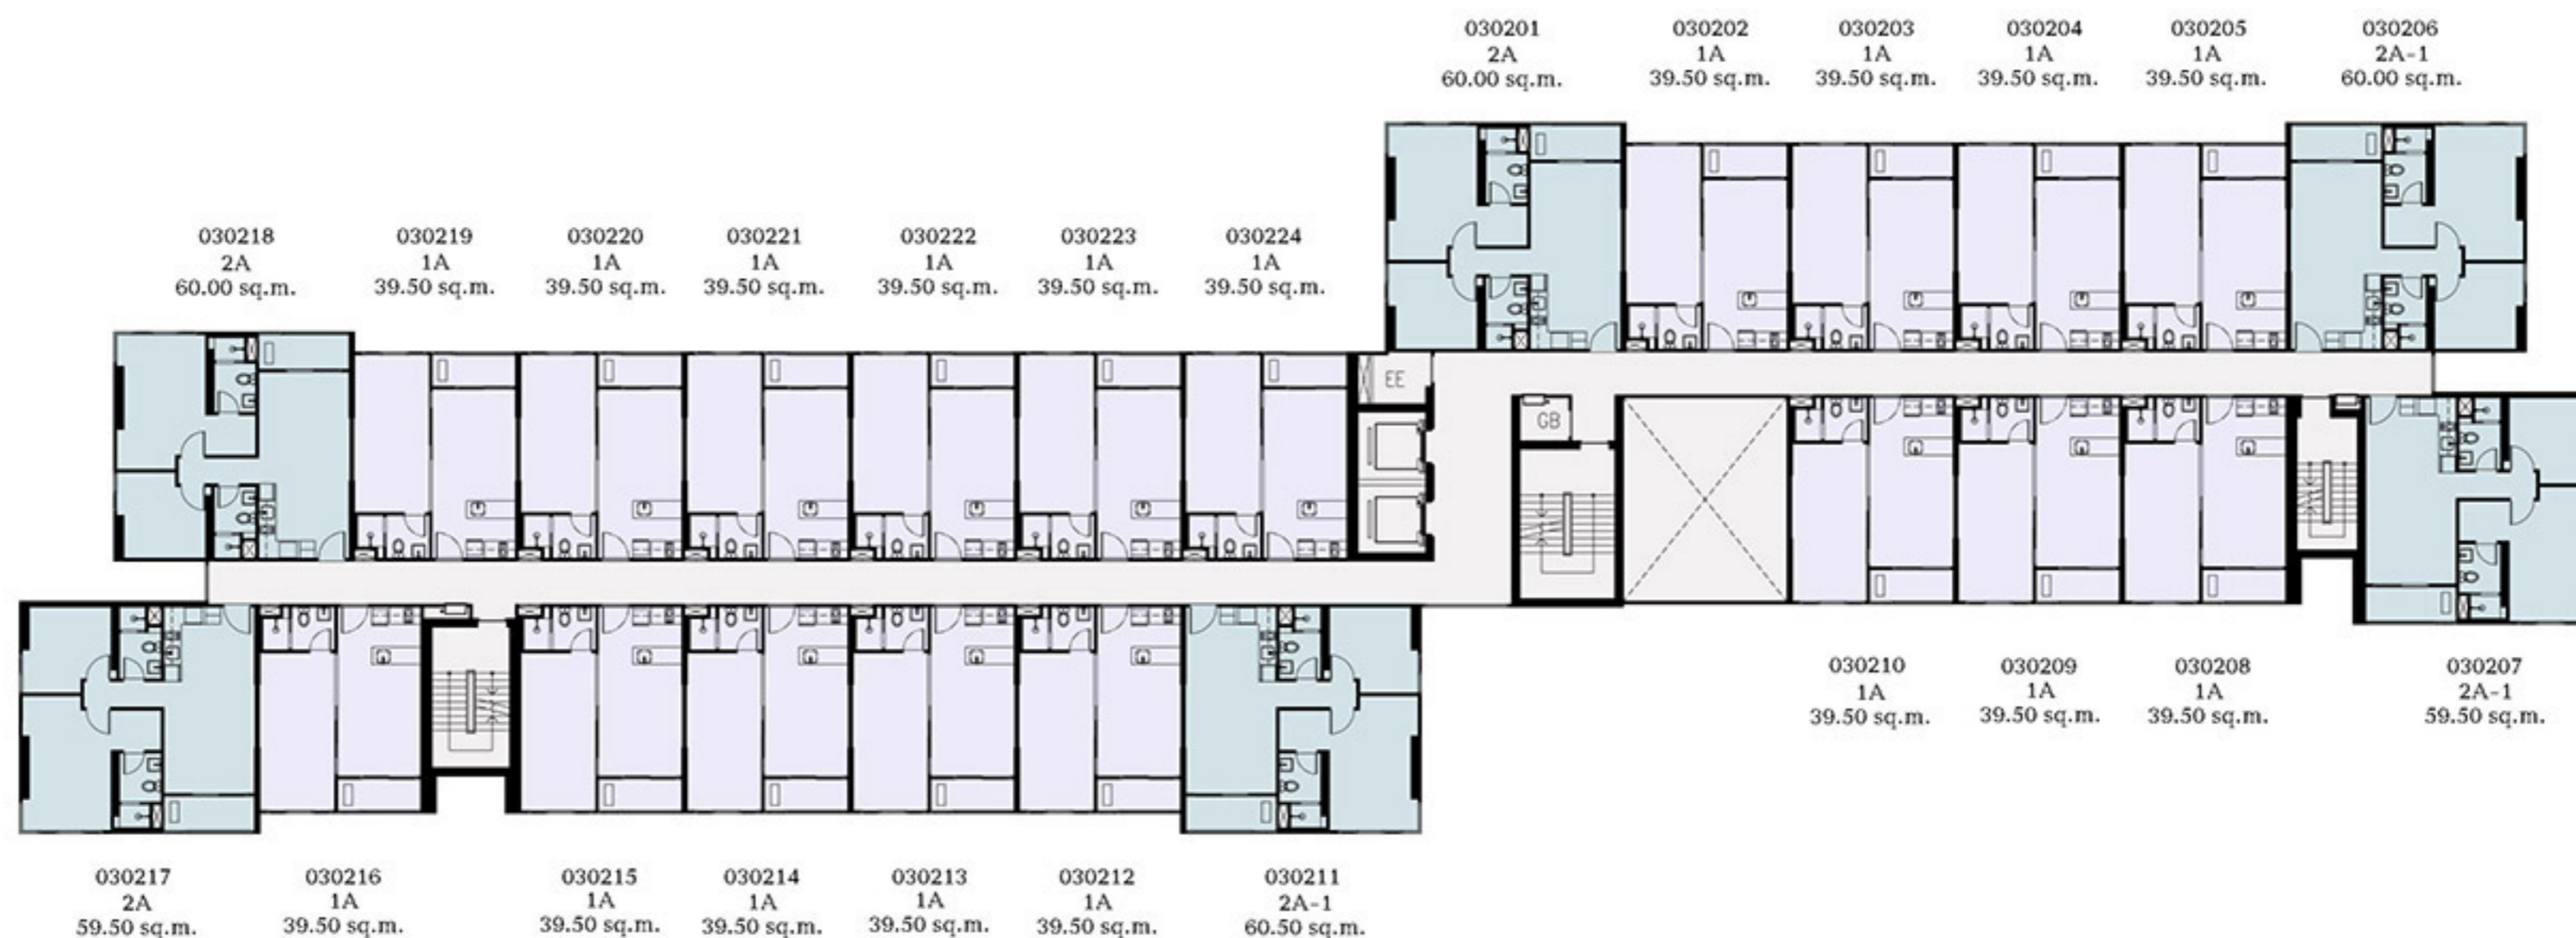 030201
2A
60.00 sq.m.
030202
1A
39.50 sq.m.
030203
1A
39.50 sq.m.
030204
1A
39.50 sq.m.
030205
1A
39.50 sq.m.
030206
2A-1
60.00 sq.m.
030218
2A
60.00 sq.m.
030219
1A
39.50 sq.m.
030220
1A
39.50 sq.m.
030221
1A
39.50 sq.m.
030222
1A
39.50 sq.m.
030223
1A
39.50 sq.m.
030224
1A
39.50 sq.m.
EE
GB
030210
1A
39.50 sq.m.
030209
1A
39.50 sq.m.
030208
1A
39.50 sq.m.
030207
2A-1
59.50 sq.m.
030217
2A
59.50 sq.m.
030216
1A
39.50 sq.m.
030215
1A
39.50 sq.m.
030214
1A
39.50 sq.m.
030213
1A
39.50 sq.m.
030212
1A
39.50 sq.m.
030211
2A-1
60.50 sq.m.